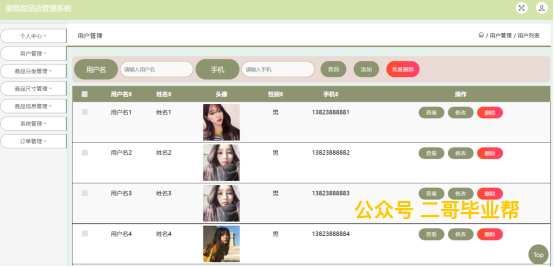 蛋糕甜品店管理系统
个人中心
用户管理
商品分类管理
商品尺寸管理
商品信息管理
系统管理
订单管理
用户管理
/ 用户管理 / 用户列表
用户名 请输入用户名 手机 请输入手机 查询 添加 批量删除
用户名 姓名 头像 性别 手机 操作
用户名1 姓名1 男 13823888881 查看 修改 删除
用户名2 姓名2 男 13823888882 查看 修改 删除
用户名3 姓名3 男 13823888883 查看 修改 删除
公众号 二哥毕业帮
用户名4 姓名4 男 13823888884 查看 修改 删除
Top